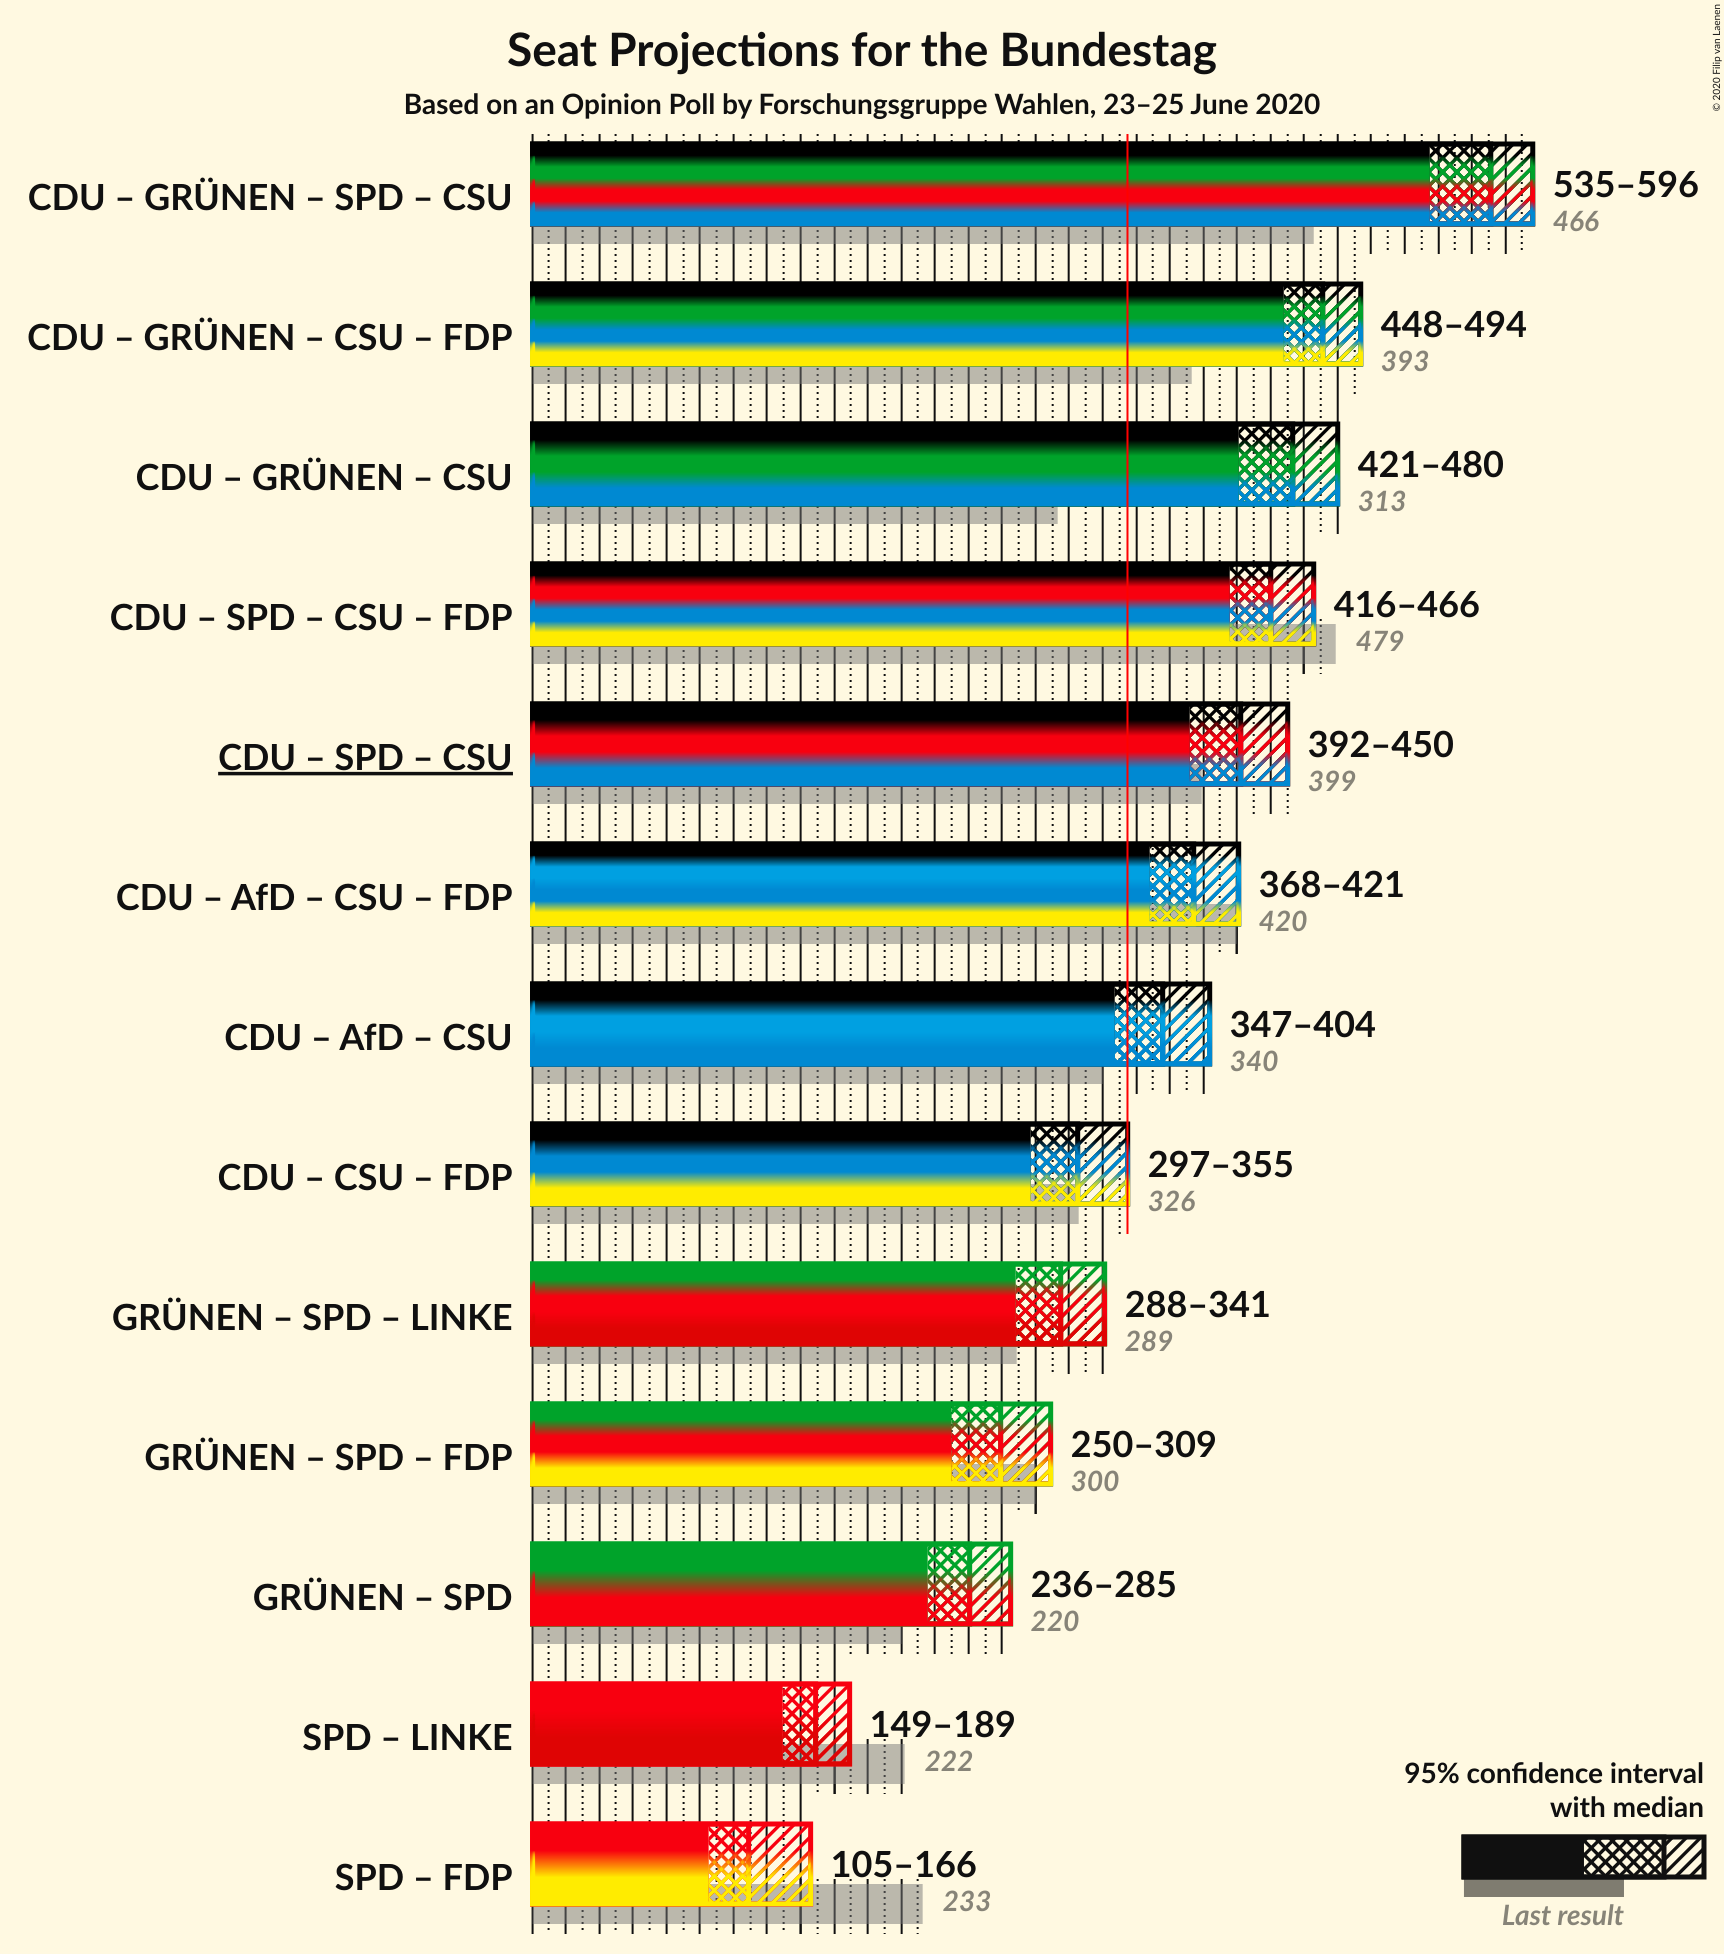 Seat Projections for the Bundestag
Based on an Opinion Poll by Forschungsgruppe Wahlen, 23–25 June 2020
© 2020 Filip van Laenen
CDU – GRÜNEN – SPD – CSU
535–596
466
CDU – GRÜNEN – CSU – FDP
448–494
393
CDU – GRÜNEN – CSU
421–480
313
CDU – SPD – CSU – FDP
416–466
479
CDU – SPD – CSU
392–450
399
CDU – AfD – CSU – FDP
368–421
420
CDU – AfD – CSU
347–404
340
CDU – CSU – FDP
297–355
326
GRÜNEN – SPD – LINKE
288–341
289
GRÜNEN – SPD – FDP
250–309
300
GRÜNEN – SPD
236–285
220
SPD – LINKE
149–189
222
SPD – FDP
105–166
233
95% confidence interval
with median
Last result